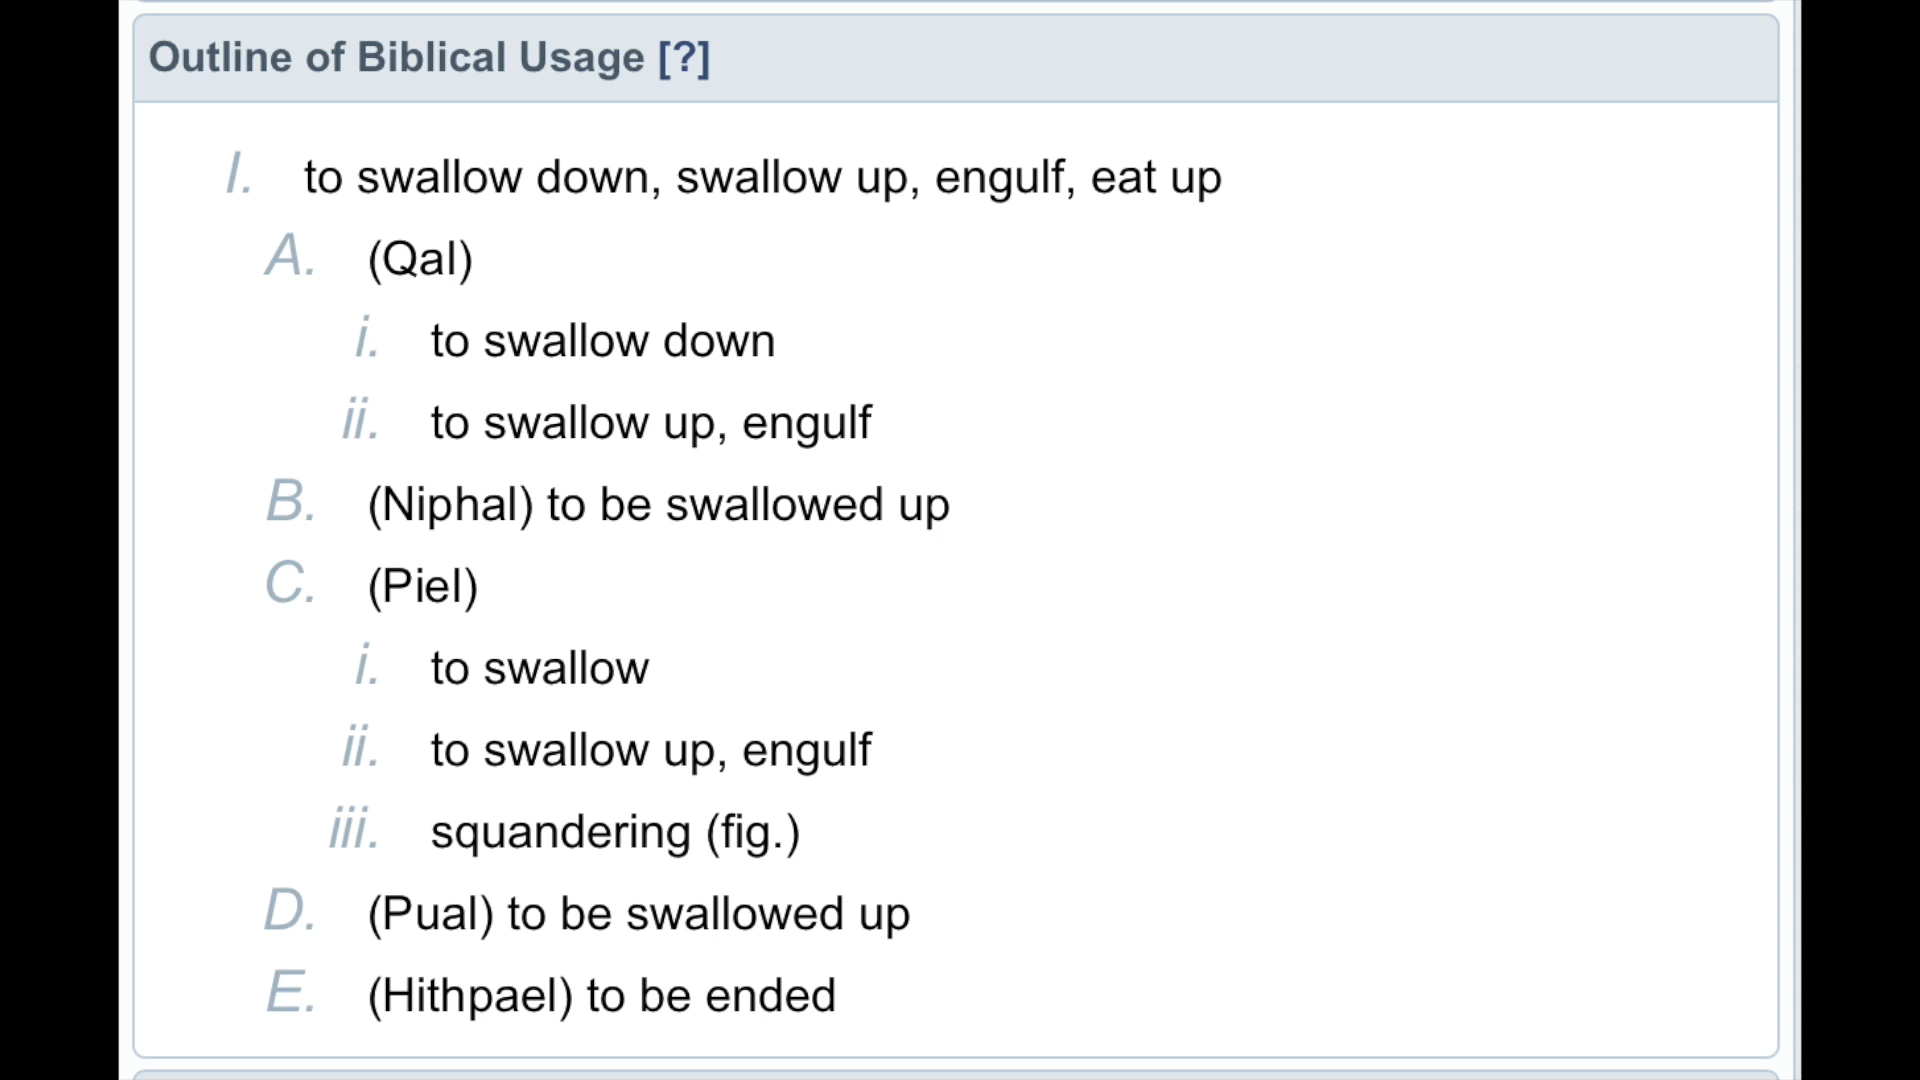 Outline of Biblical Usage [?]
I. to swallow down, swallow up, engulf, eat up
A. (Qal)
i. to swallow down
ii. to swallow up, engulf
B. (Niphal) to be swallowed up
C. (Piel)
i. to swallow
ii. to swallow up, engulf
iii. squandering (fig.)
D. (Pual) to be swallowed up
E. (Hithpael) to be ended